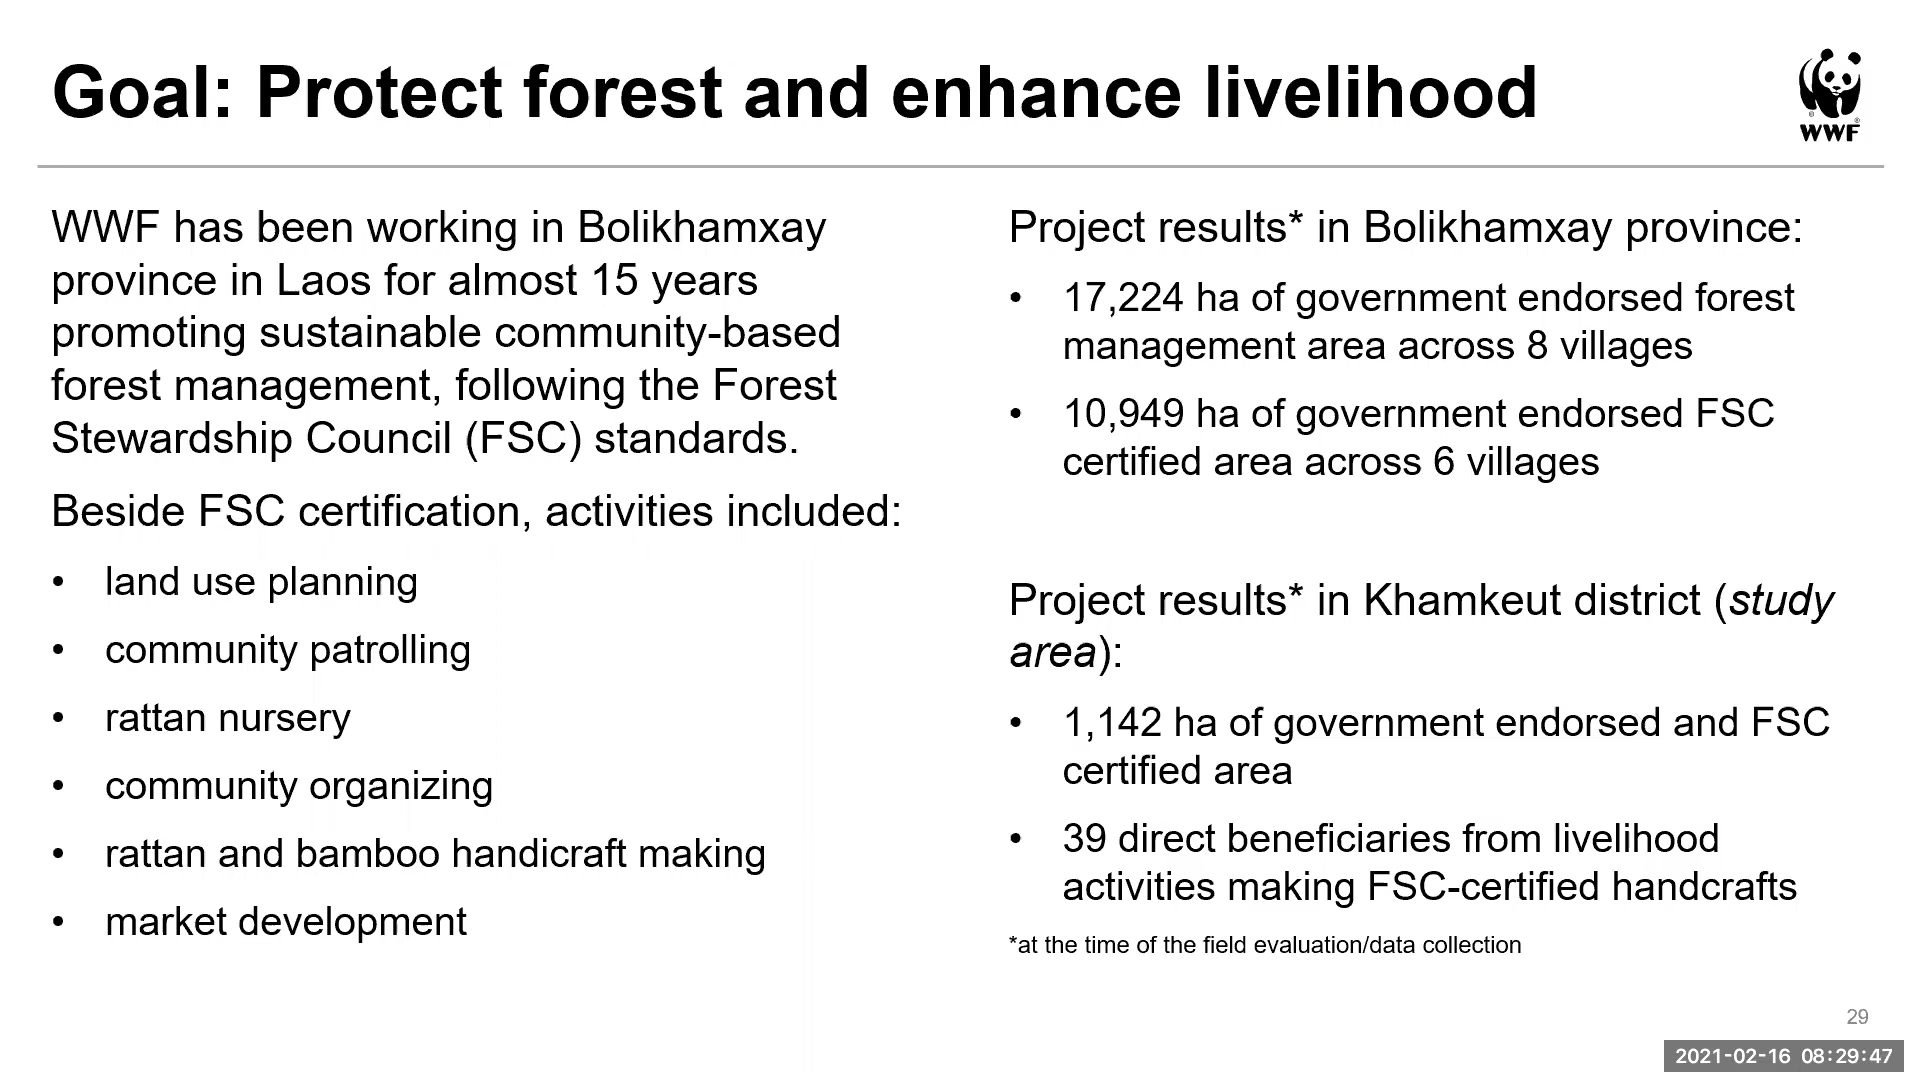 Goal: Protect forest and enhance livelihood
WWF
WWF has been working in Bolikhamxay
province in Laos for almost 15 years
promoting sustainable community-based
forest management, following the Forest
Stewardship Council (FSC) standards.
Beside FSC certification, activities included:
• land use planning
• community patrolling
• rattan nursery
• community organizing
• rattan and bamboo handicraft making
• market development
Project results* in Bolikhamxay province:
• 17,224 ha of government endorsed forest
management area across 8 villages
• 10,949 ha of government endorsed FSC
certified area across 6 villages
Project results* in Khamkeut district (study
area):
• 1,142 ha of government endorsed and FSC
certified area
• 39 direct beneficiaries from livelihood
activities making FSC-certified handcrafts
*at the time of the field evaluation/data collection
29
2021-02-16 08:29:47